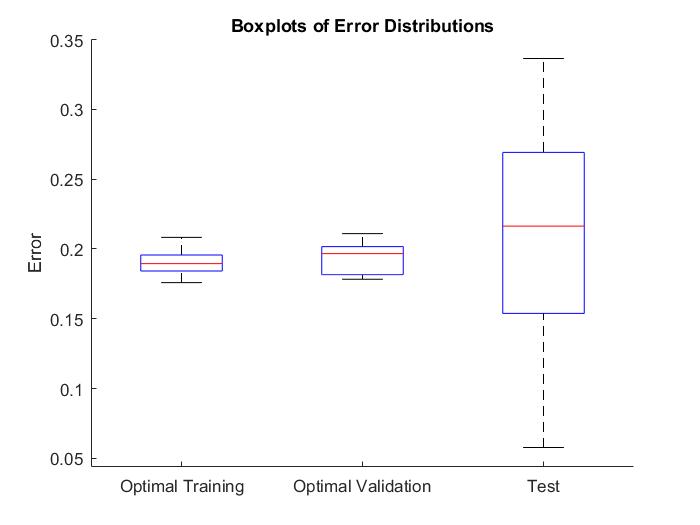 Boxplots of Error Distributions
0.35
0.3
0.25
0.2
0.15
0.1
0.05
Error
Optimal Training
Optimal Validation
Test